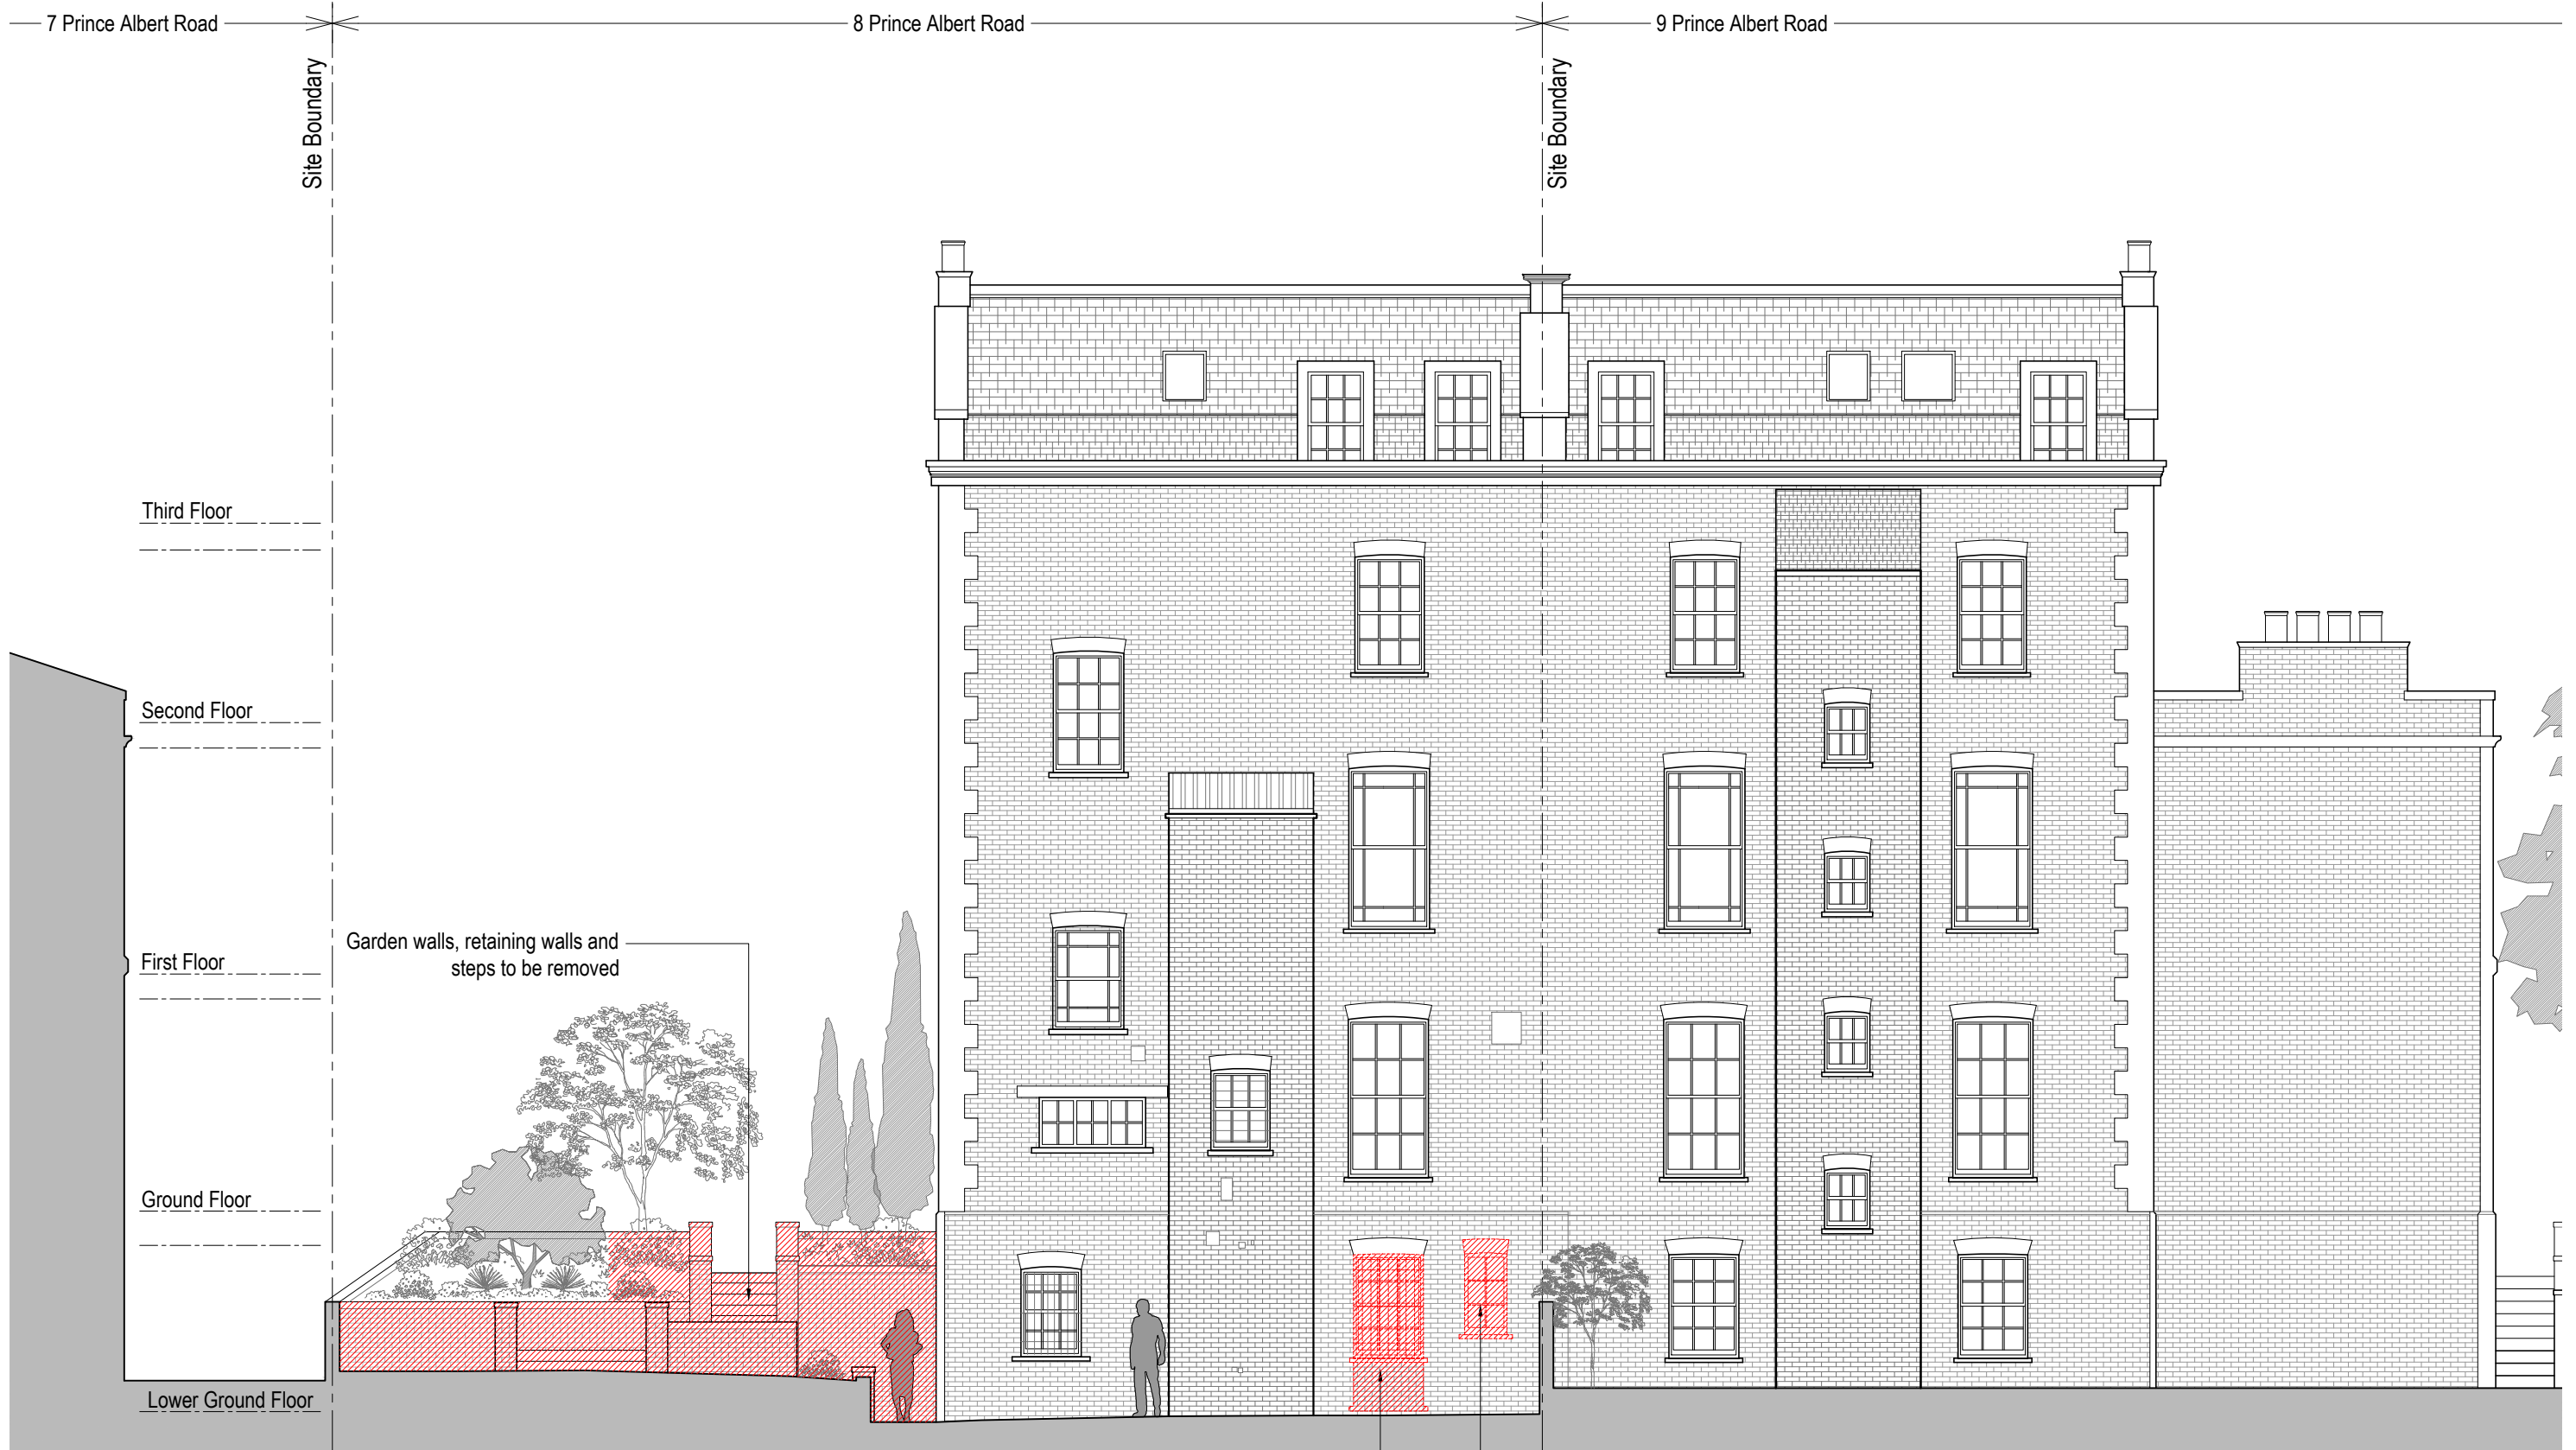 7 Prince Albert Road
8 Prince Albert Road
9 Prince Albert Road
Site Boundary
Site Boundary
Third Floor
Second Floor
Garden walls, retaining walls and
steps to be removed
First Floor
Ground Floor
Lower Ground Floor